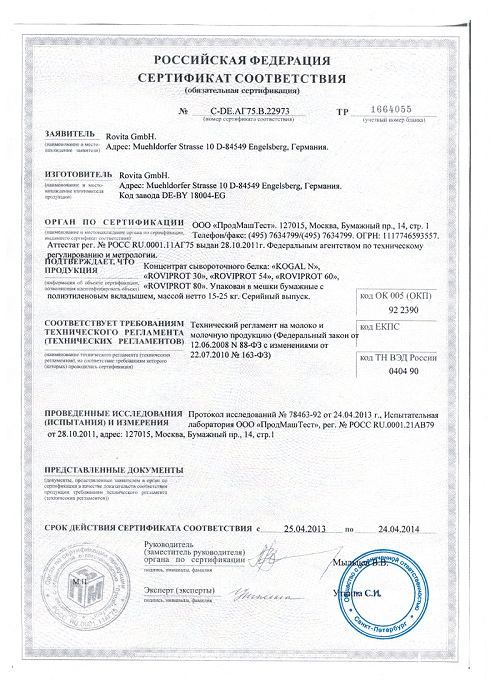 РОССИЙСКАЯ ФЕДЕРАЦИЯ
СЕРТИФИКАТ СООТВЕТСТВИЯ
(обязательная сертификация)
№ C-DE.АГ75.В.22973 ТР 1664055
(номер сертификата соответствия) (учетный номер бланка)
ЗАЯВИТЕЛЬ Rovita GmbH.
(наименование и место-
нахождение заявителя) Адрес: Muehldorfer Strasse 10 D-84549 Engelsberg, Германия.
ИЗГОТОВИТЕЛЬ Rovita GmbH.
(наименование и место- Адрес: Muehldorfer Strasse 10 D-84549 Engelsberg, Германия.
нахождение изготовителя Код завода DE-BY 18004-EG
продукции)
ОРГАН ПО СЕРТИФИКАЦИИ ООО «ПродМашТест». 127015, Москва, Бумажный пр., 14, стр. 1
(наименование и местонахождение органа по сертификации, Телефон/факс: (495) 7634799/(495) 7634799. ОГРН: 1117746593557.
выдавшего сертификат соответствия)
Аттестат рег. № РОСС RU.0001.11АГ75 выдан 28.10.2011г. Федеральным агентством по техническому
регулированию и метрологии.
ПОДТВЕРЖДАЕТ, ЧТО
ПРОДУКЦИЯ Концентрат сывороточного белка: «KOGAL N»,
«ROVIPROT 30», «ROVIPROT 54», «ROVIPROT 60»,
(информация об объекте сертификации,
позволяющая идентифицировать объект) «ROVIPROT 80». Упакован в мешки бумажные с
полиэтиленовым вкладышем, массой нетто 15-25 кг. Серийный выпуск.
код ОК 005 (ОКП)
92 2390
СООТВЕТСТВУЕТ ТРЕБОВАНИЯМ Технический регламент на молоко и
ТЕХНИЧЕСКОГО РЕГЛАМЕНТА молочную продукцию (Федеральный закон от
(ТЕХНИЧЕСКИХ РЕГЛАМЕНТОВ) 12.06.2008 N 88-ФЗ с изменениями от
22.07.2010 № 163-ФЗ)
(наименование технического регламента (технических
регламентов), на соответствие требованиям которого
(которых) проводилась сертификация)
код ЕКПС
код ТН ВЭД России
0404 90
ПРОВЕДЕННЫЕ ИССЛЕДОВАНИЯ Протокол исследований № 78463-92 от 24.04.2013 г., Испытательная
(ИСПЫТАНИЯ) И ИЗМЕРЕНИЯ лаборатория ООО «ПродМашТест», рег. № РОСС RU.0001.21АВ79
от 28.10.2011, адрес: 127015, Москва, Бумажный пр., 14, стр.1
ПРЕДСТАВЛЕННЫЕ ДОКУМЕНТЫ
(документы, представленные заявителем в орган по
сертификации в качестве доказательств соответствия
продукции требованиям технического регламента
(технических регламентов))
СРОК ДЕЙСТВИЯ СЕРТИФИКАТА СООТВЕТСТВИЯ с 25.04.2013 по 24.04.2014
Руководитель
(заместитель руководителя)
органа по сертификации
подпись, инициалы, фамилия
М.П.
Эксперт (эксперты)
подпись, инициалы, фамилия
Уткина С.И.
Общество с ограниченной ответственностью
Санкт-Петербург